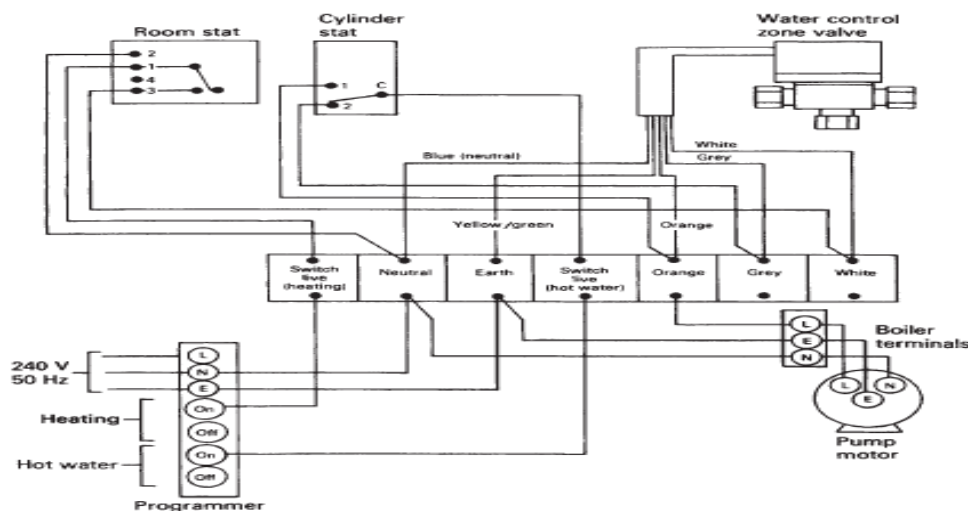 Room stat
Cylinder
stat
Water control
zone valve
2
1
4
3
1
C
2
White
Blue (neutral)
Grey
Yellow/green
Orange
Switch
live
(heating)
Neutral
Earth
Switch
live
(hot water)
Orange
Grey
White
L
E
N
Boiler
terminals
240 V
50 Hz
L
N
E
Heating
On
Off
Hot water
On
Off
Programmer
L
N
E
Pump
motor